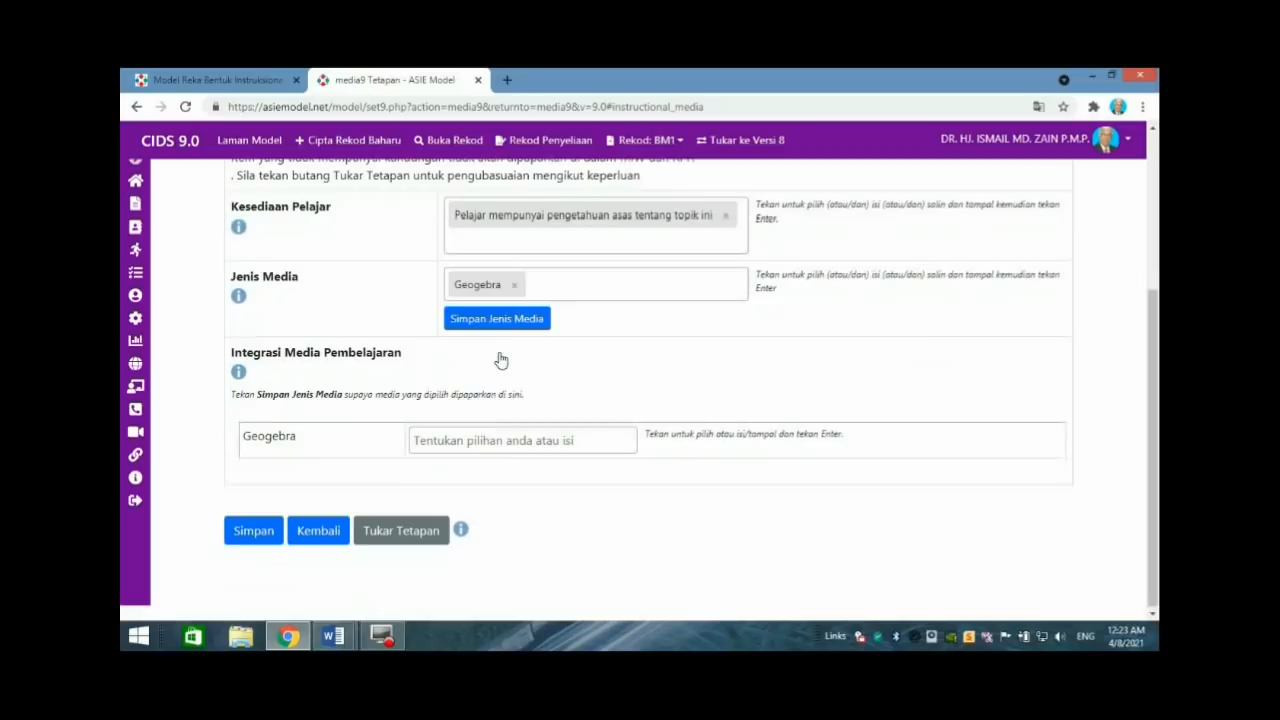 Model Reka Bentuk Instruksiona
media9 Tetapan - ASIE Model
https://asiemodel.net/model/set9.php?action=media9&returnto=media9&v=9.0#instructional_media
CIDS 9.0 Laman Model + Cipta Rekod Baharu Buka Rekod Rekod Penyelian Rekod: BM1 Tukar ke Versi 8 DR. HJ. ISMAIL MD. ZAIN P.M.P.
. Sila tekan butang Tukar Tetapan untuk pengubasuaian mengikut keperluan
Kesediaan Pelajar
Pelajar mempunyai pengetahuan asas tentang topik ini ×
Tekan untuk pilih (atau/dan) isi (atau/dan) salin dan tampal kemudian tekan
Enter.
Jenis Media
Geogebra ×
Tekan untuk pilih (atau/dan) isi (atau/dan) salin dan tampal kemudian tekan
Enter
Simpan Jenis Media
Integrasi Media Pembelajaran
Tekan Simpan Jenis Media supaya media yang dipilih dipaparkan di sini.
Geogebra
Tentukan pilihan anda atau isi
Tekan untuk pilih atau isi/tampal dan tekan Enter.
Simpan Kembali Tukar Tetapan
Links ENG 12:23 AM
4/8/2021